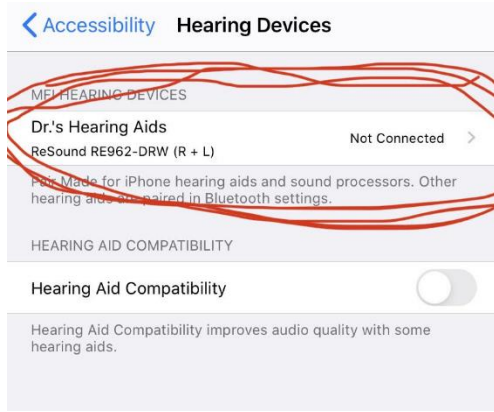 Accessibility Hearing Devices
MFI HEARING DEVICES
Dr.'s Hearing Aids
ReSound RE962-DRW (R + L)
Not Connected
Pair Made for iPhone hearing aids and sound processors. Other
hearing aids are paired in Bluetooth settings.
HEARING AID COMPATIBILITY
Hearing Aid Compatibility
Hearing Aid Compatibility improves audio quality with some
hearing aids.